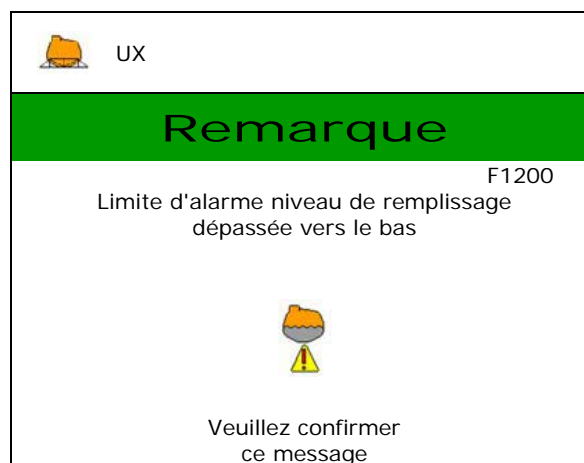 UX
Remarque
F1200
Limite d'alarme niveau de remplissage
dépassée vers le bas
Veuillez confirmer
ce message